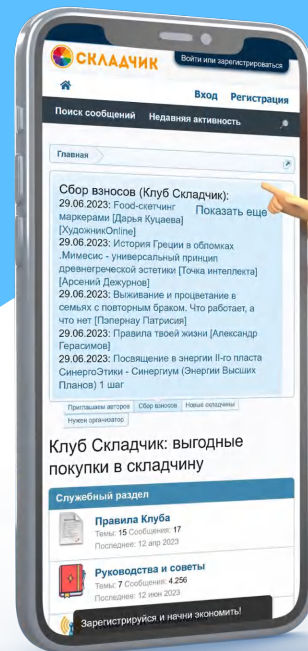 СКЛАДЧИК
Войти или зарегистрироваться
Вход Регистрация
Поиск сообщений Недавняя активность
Главная
Сбор взносов (Клуб Складчик):
29.06.2023: Food-скетчинг Показать еще
маркерами [Дарья Куцаева]
[ХудожникOnline]
29.06.2023: История Греции в обломках
.Мимесис - универсальный принцип
древнегреческой эстетики [Точка интеллекта]
[Арсений Дежурнов]
29.06.2023: Выживание и процветание в
семьях с повторным браком. Что работает, а
что нет [Пэпернау Патрисия]
29.06.2023: Правила твоей жизни [Александр
Герасимов]
29.06.2023: Посвящение в энергии II-го пласта
СинергоЭтики - Синергиум (Энергии Высших
Планов) 1 шаг
Приглашаем авторов Сбор взносов Новые складчины
Нужен организатор
Клуб Складчик: выгодные
покупки в складчину
Служебный раздел
Правила Клуба
Темы: 15 Сообщения: 17
Последнее: 12 апр 2023
Руководства и советы
Темы: 7 Сообщения: 4.256
Последнее: 12 июн 2023
Зарегистрируйся и начни экономить!